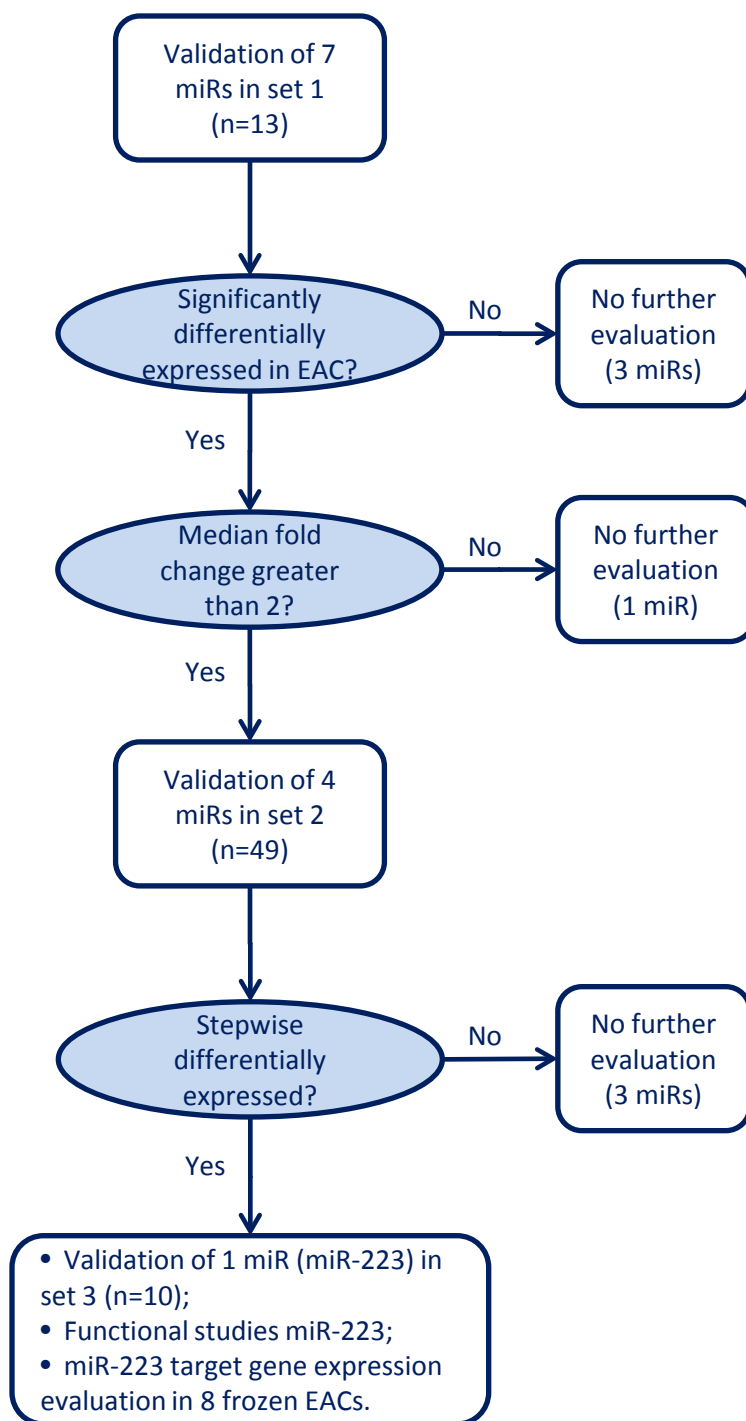 Validation of 7
miRs in set 1
(n=13)
Significantly
differentially
expressed in EAC?
No
No further
evaluation
(3 miRs)
Yes
Median fold
change greater
than 2?
No
No further
evaluation
(1 miR)
Yes
Validation of 4
miRs in set 2
(n=49)
Stepwise
differentially
expressed?
No
No further
evaluation
(3 miRs)
Yes
• Validation of 1 miR (miR-223) in
set 3 (n=10);
• Functional studies miR-223;
• miR-223 target gene expression
evaluation in 8 frozen EACs.